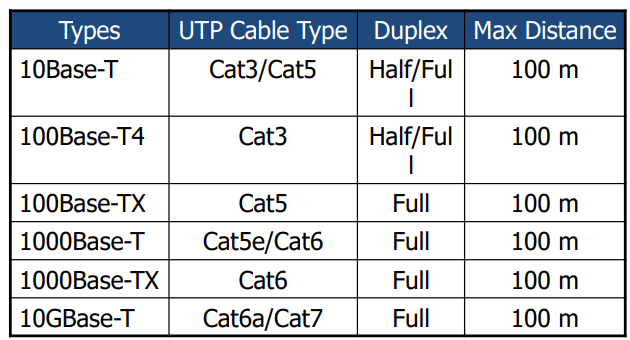 Types UTP Cable Type Duplex Max Distance
10Base-T Cat3/Cat5 Half/Ful 100 m
l
100Base-T4 Cat3 Half/Ful 100 m
l
100Base-TX Cat5 Full 100 m
1000Base-T Cat5e/Cat6 Full 100 m
1000Base-TX Cat6 Full 100 m
10GBase-T Cat6a/Cat7 Full 100 m